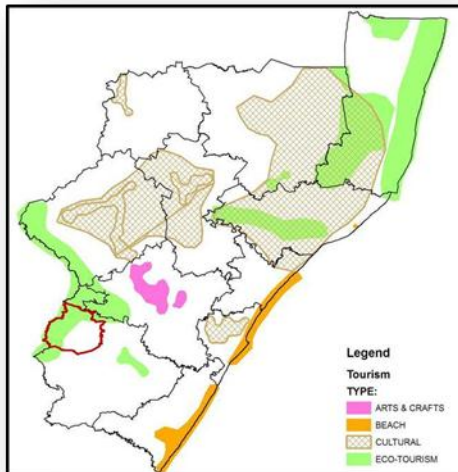 Legend
Tourism
TYPE:
ARTS & CRAFTS
BEACH
CULTURAL
ECO-TOURISM